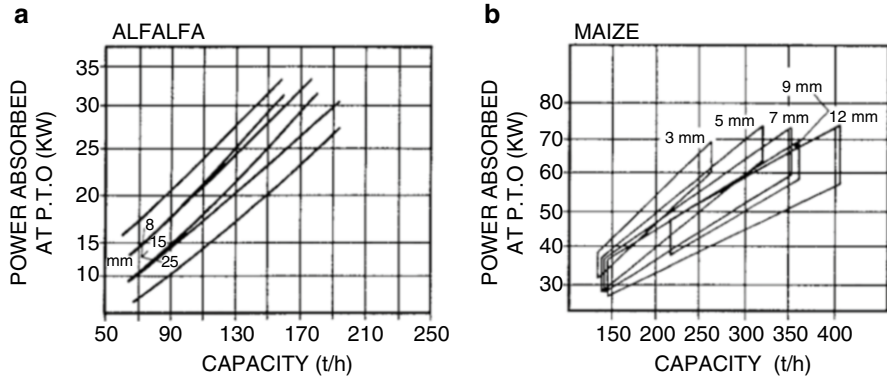 a
ALFALFA
POWER ABSORBED
AT P.T.O (KW)
35
30
25
20
15
10
8
15
mm
25
50 90 130 170 210 250
CAPACITY (t/h)
b
MAIZE
POWER ABSORBED
AT P.T.O (KW)
80
70
60
50
40
30
9 mm
3 mm
5 mm
7 mm
12 mm
150 200 250 300 350 400
CAPACITY (t/h)